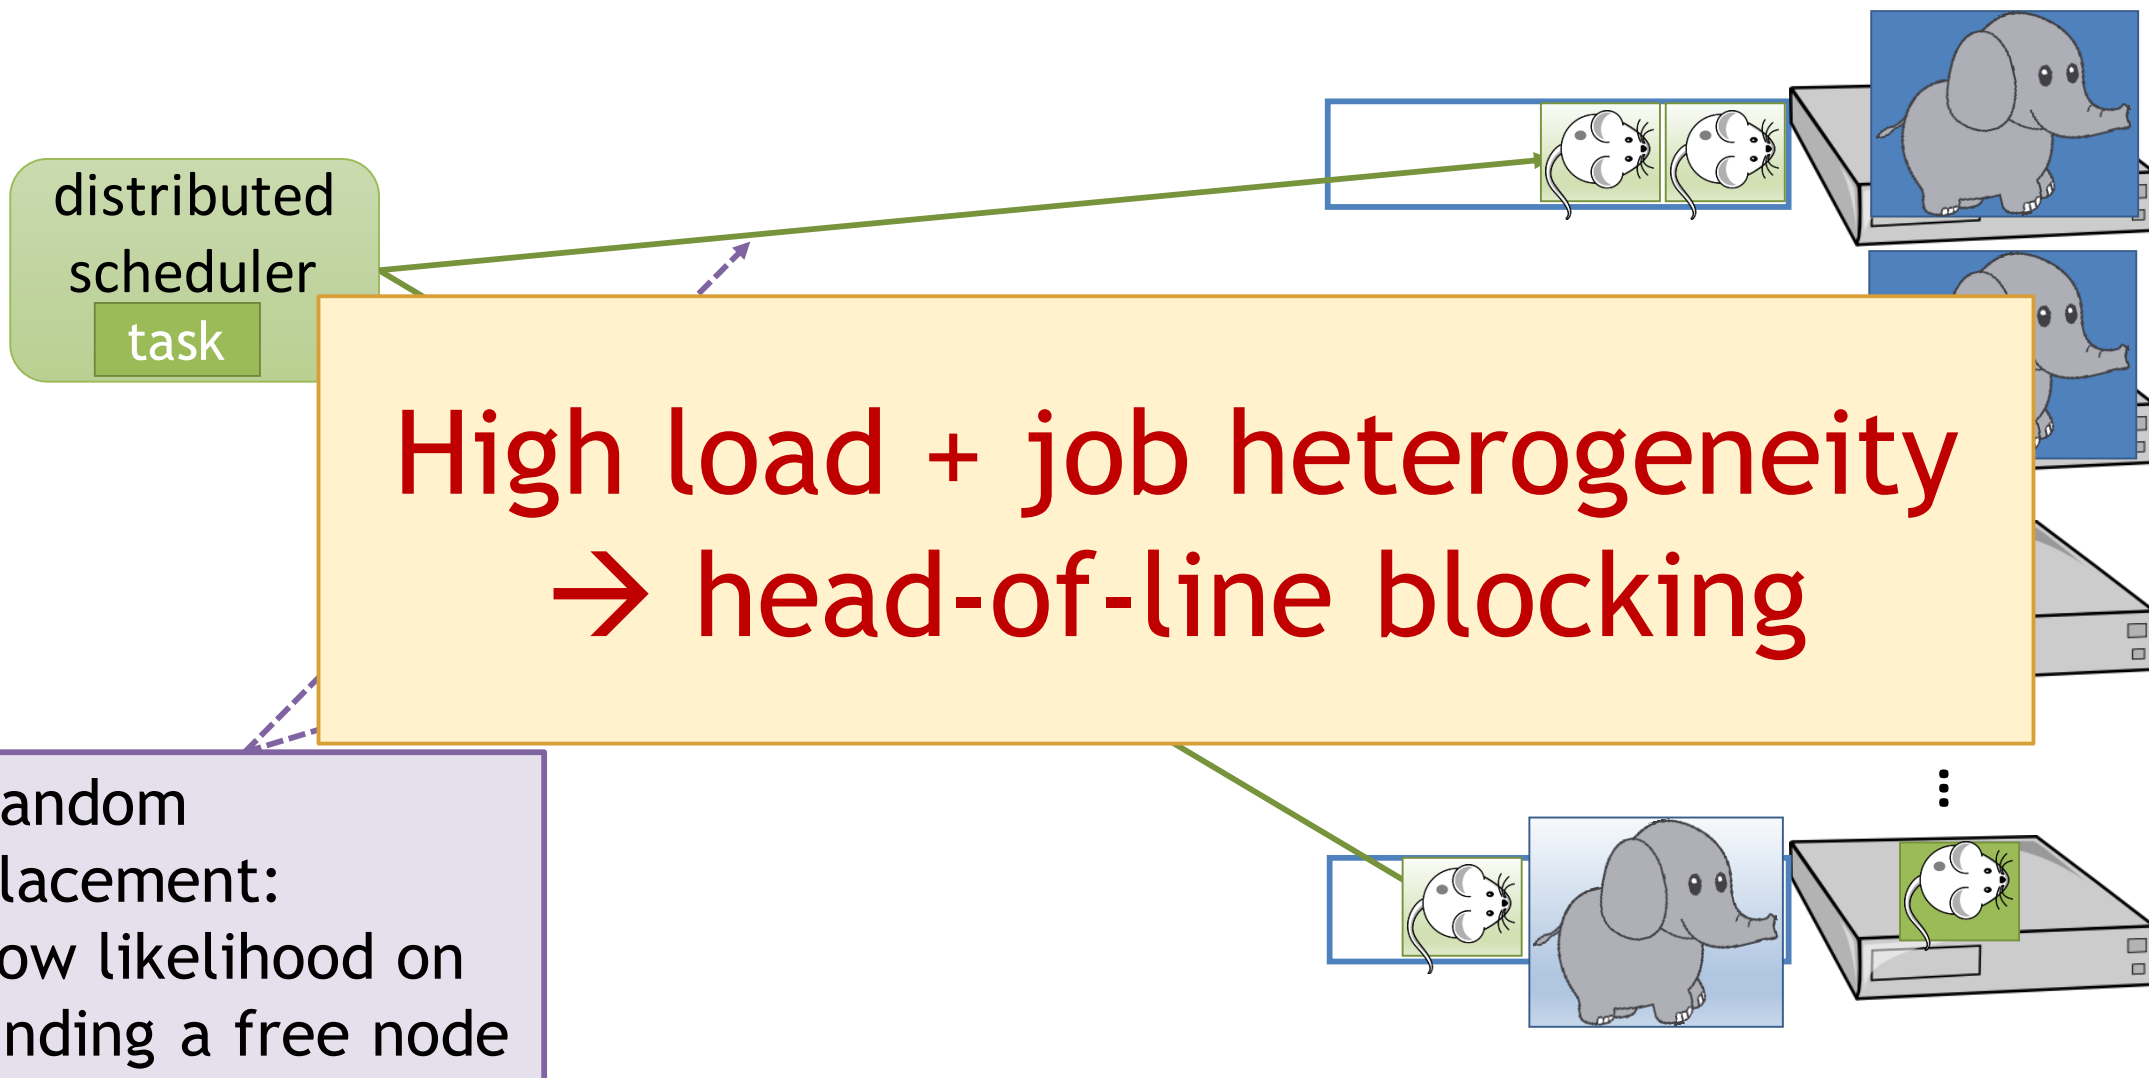 distributed
scheduler
task
High load + job heterogeneity
→ head-of-line blocking
...
andom
lacement:
ow likelihood on
nding a free node